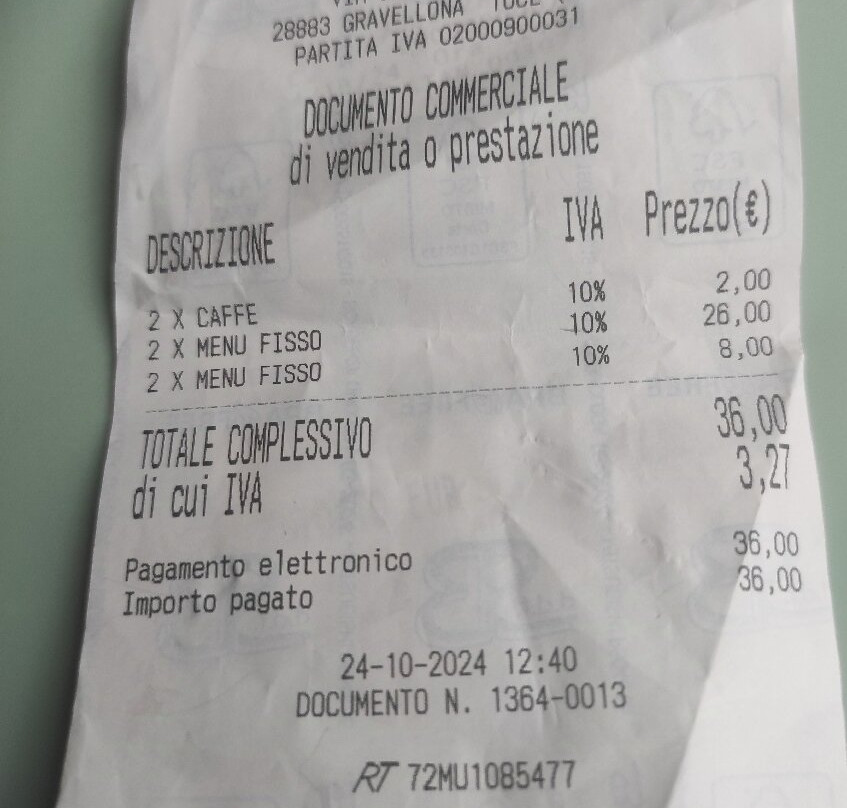 28883 GRAVELLONA
PARTITA IVA 02000900031
DOCUMENTO COMMERCIALE
di vendita o prestazione
DESCRIZIONE IVA Prezzo(€)
2 X CAFFE 10% 2,00
2 X MENU FISSO 10% 26,00
2 X MENU FISSO 10% 8,00
TOTALE COMPLESSIVO 36,00
di cui IVA 3,27
Pagamento elettronico 36,00
Importo pagato 36,00
24-10-2024 12:40
DOCUMENTO N. 1364-0013
RT 72MU1085477